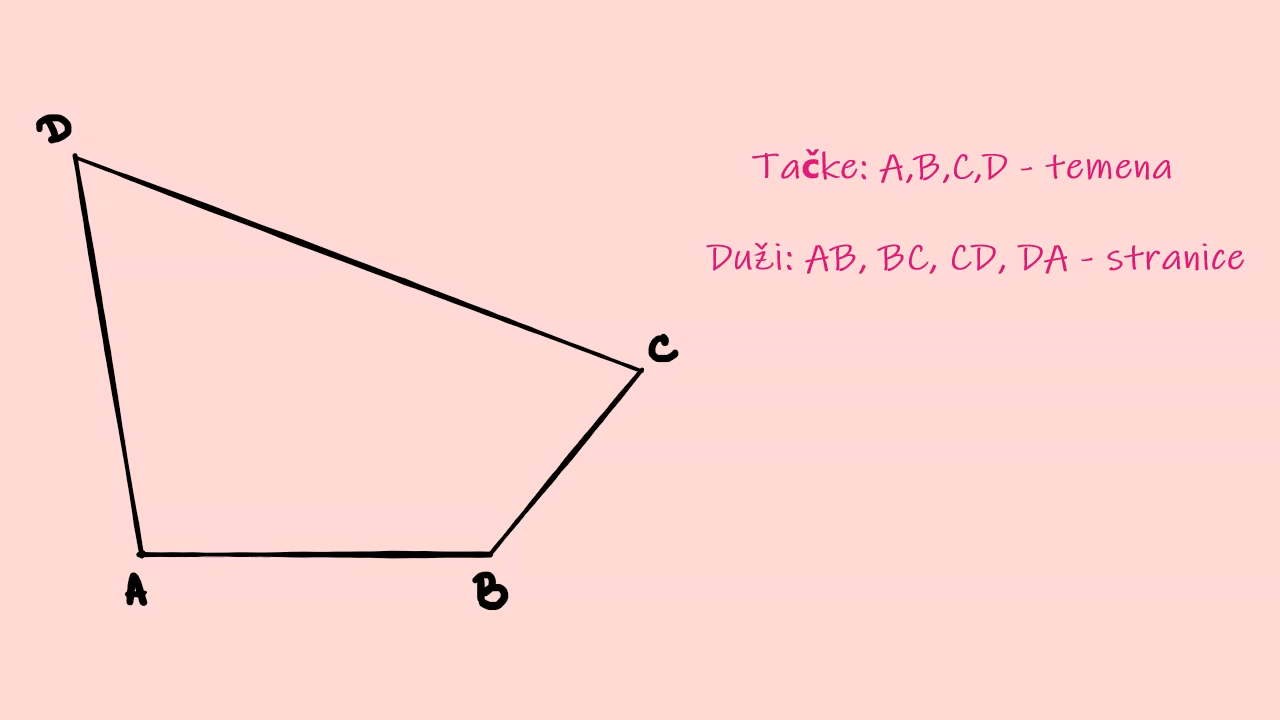 D
Tačke: A,B,C,D - temena
Duži: AB, BC, CD, DA - stranice
C
A
B